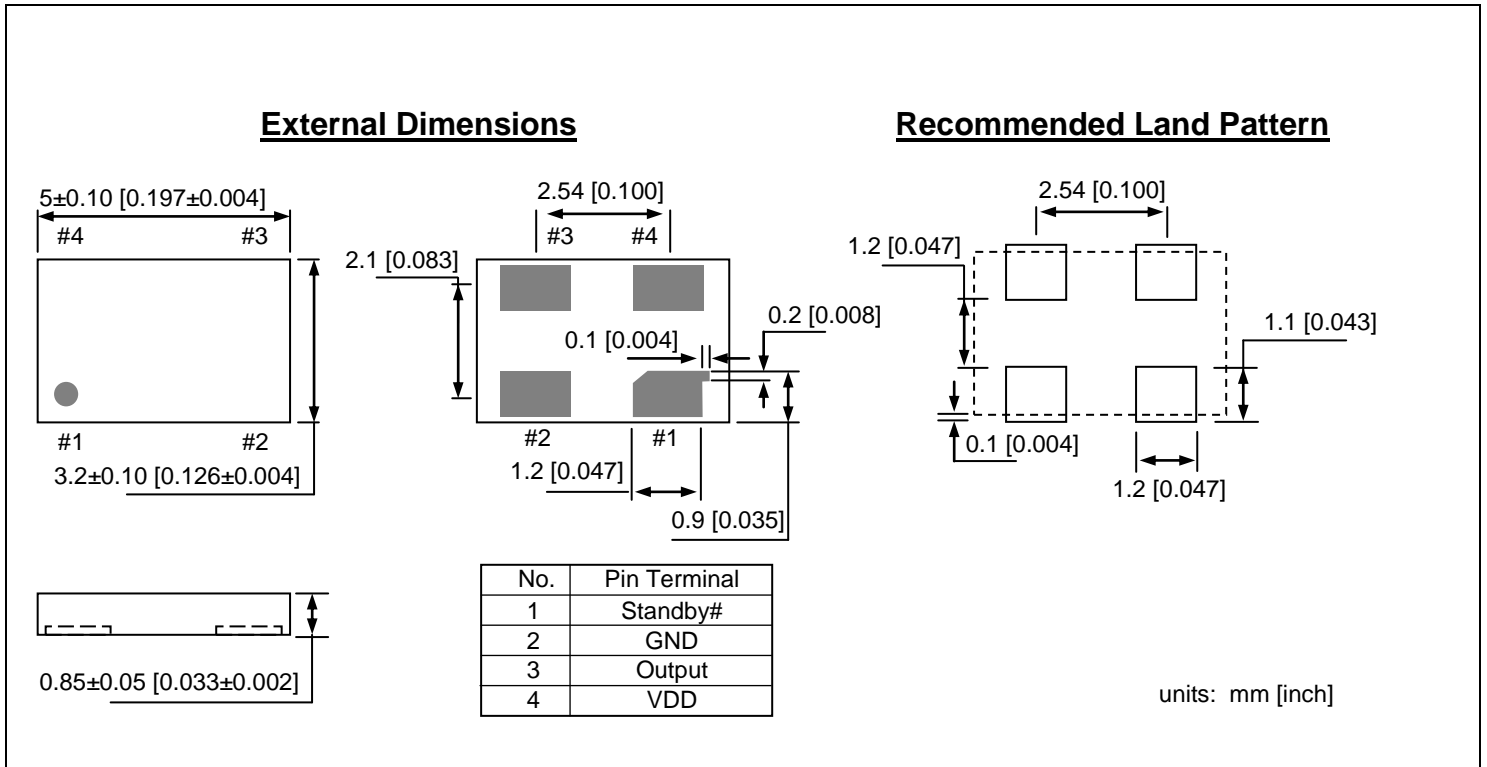 External Dimensions
5±0.10 [0.197±0.004]
#4 #3
#1 #2
3.2±0.10 [0.126±0.004]
0.85±0.05 [0.033±0.002]
2.54 [0.100]
#3 #4
2.1 [0.083]
0.2 [0.008]
0.1 [0.004]
#2 #1
1.2 [0.047]
0.9 [0.035]
No. Pin Terminal
1 Standby#
2 GND
3 Output
4 VDD
Recommended Land Pattern
2.54 [0.100]
1.2 [0.047]
1.1 [0.043]
0.1 [0.004]
1.2 [0.047]
units: mm [inch]